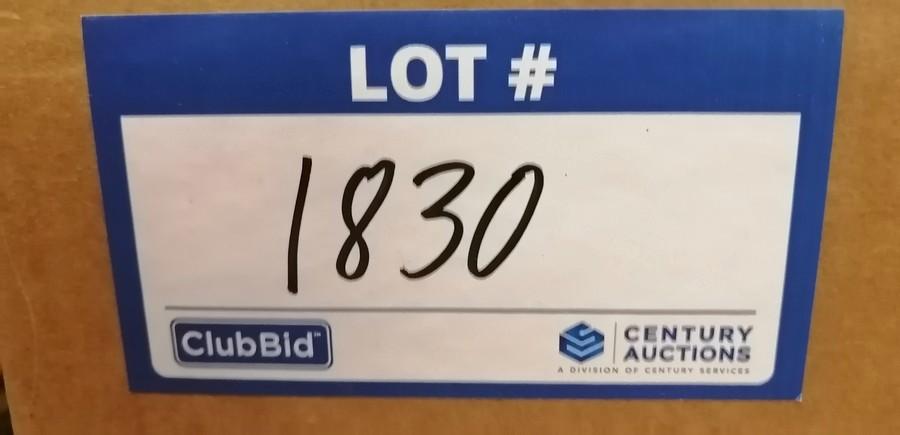 LOT #
1830
ClubBid™
CENTURY
AUCTIONS
A DIVISION OF CENTURY SERVICES